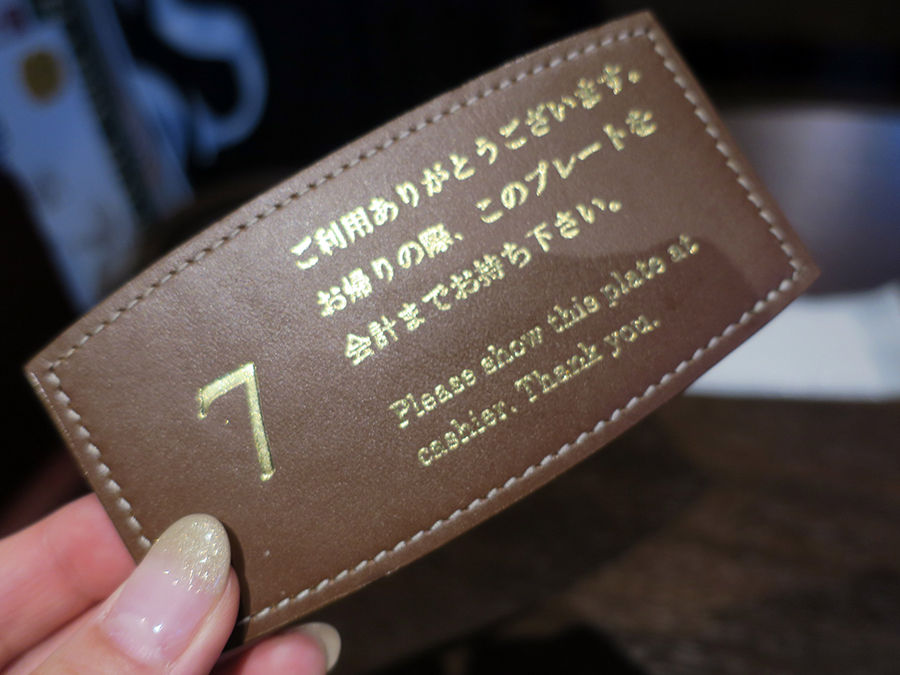 7
ご利用ありがとうございます。
お帰りの際、このプレートを
会計までお持ち下さい。
Please show this plate at
cashier. Thank you.